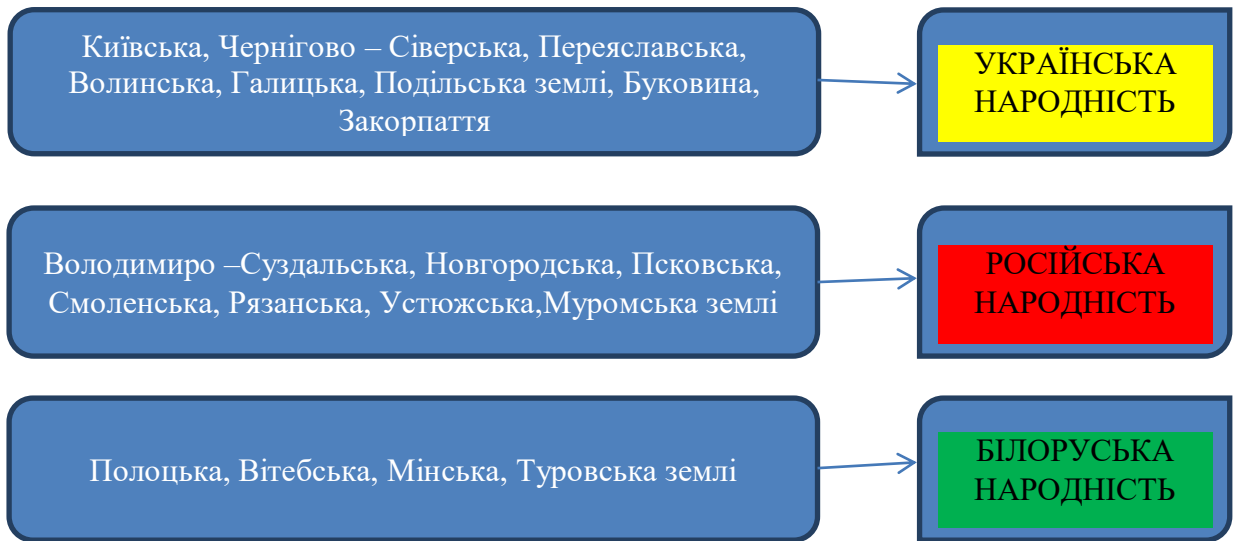 Київська, Чернігово – Сіверська, Переяславська,
Волинська, Галицька, Подільська землі, Буковина,
Закорпаття
УКРАЇНСЬКА
НАРОДНІСТЬ
Володимиро –Суздальська, Новгородська, Псковська,
Смоленська, Рязанська, Устюжська,Муромська землі
РОСІЙСЬКА
НАРОДНІСТЬ
Полоцька, Вітебська, Мінська, Туровська землі
БІЛОРУСЬКА
НАРОДНІСТЬ